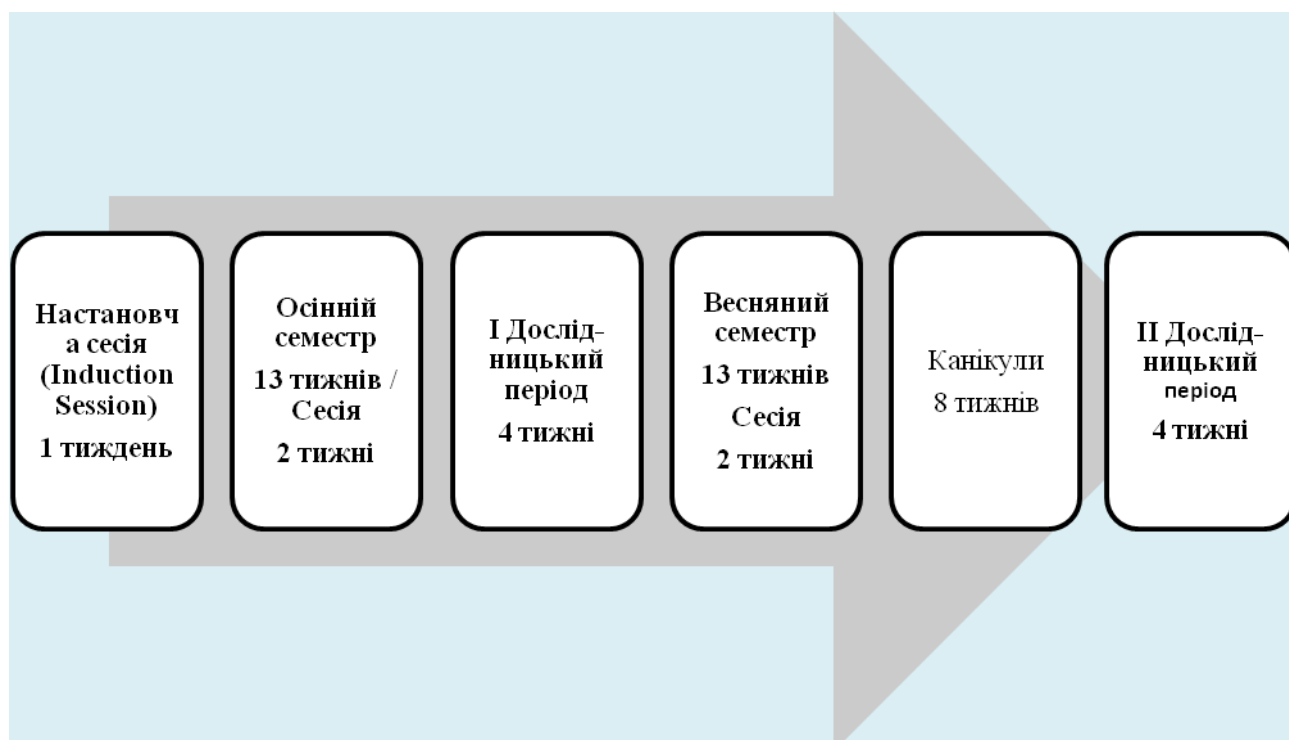 Настановч
а сесія
(Induction
Session)
1 тиждень
Осінній
семестр
13 тижнів /
Сесія
2 тижні
І Дослід-
ницький
період
4 тижні
Весняний
семестр
13 тижнів
Сесія
2 тижні
Канікули
8 тижнів
ІІ Дослід-
ницький
період
4 тижні